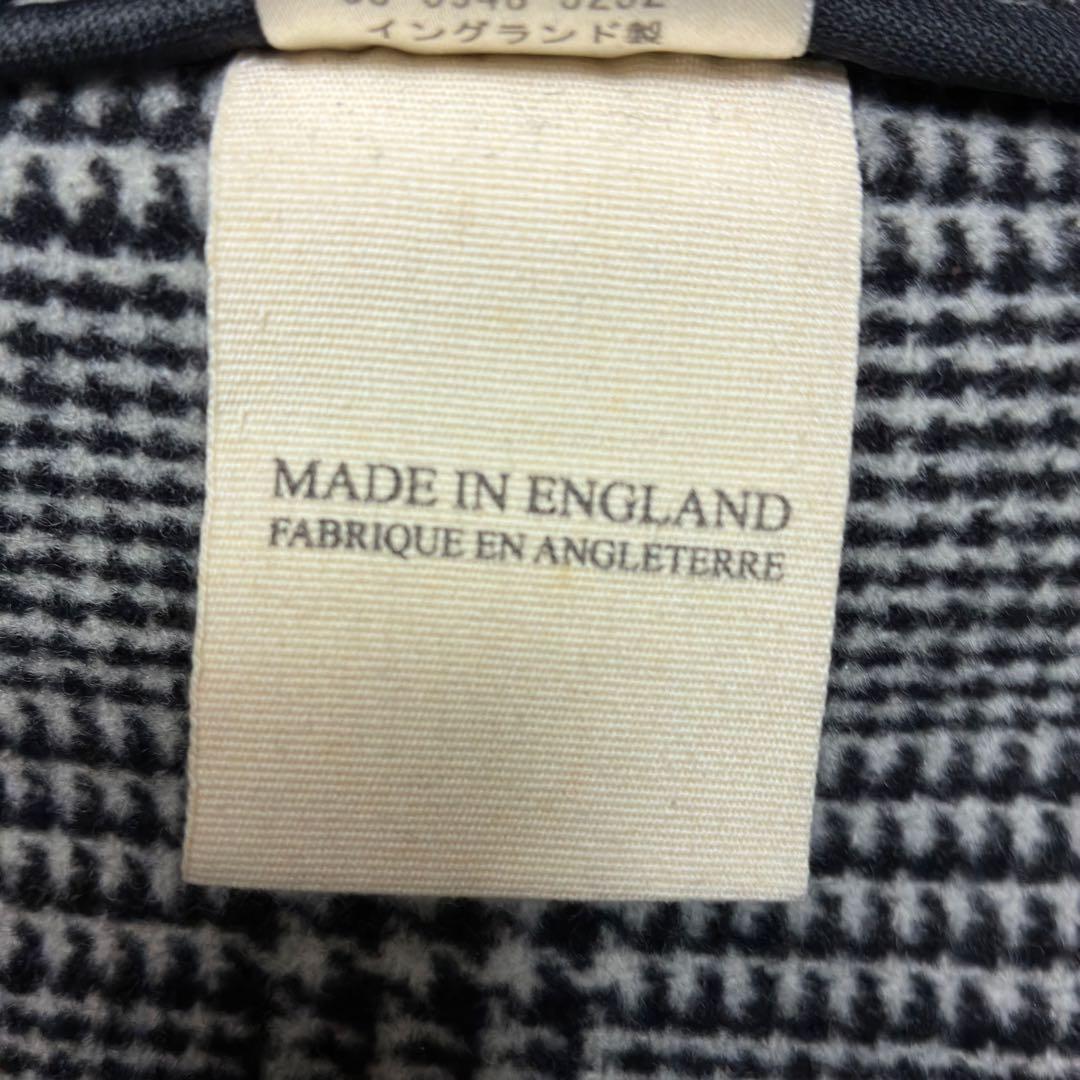 イングランド製
MADE IN ENGLAND
FABRIQUE EN ANGLETERRE